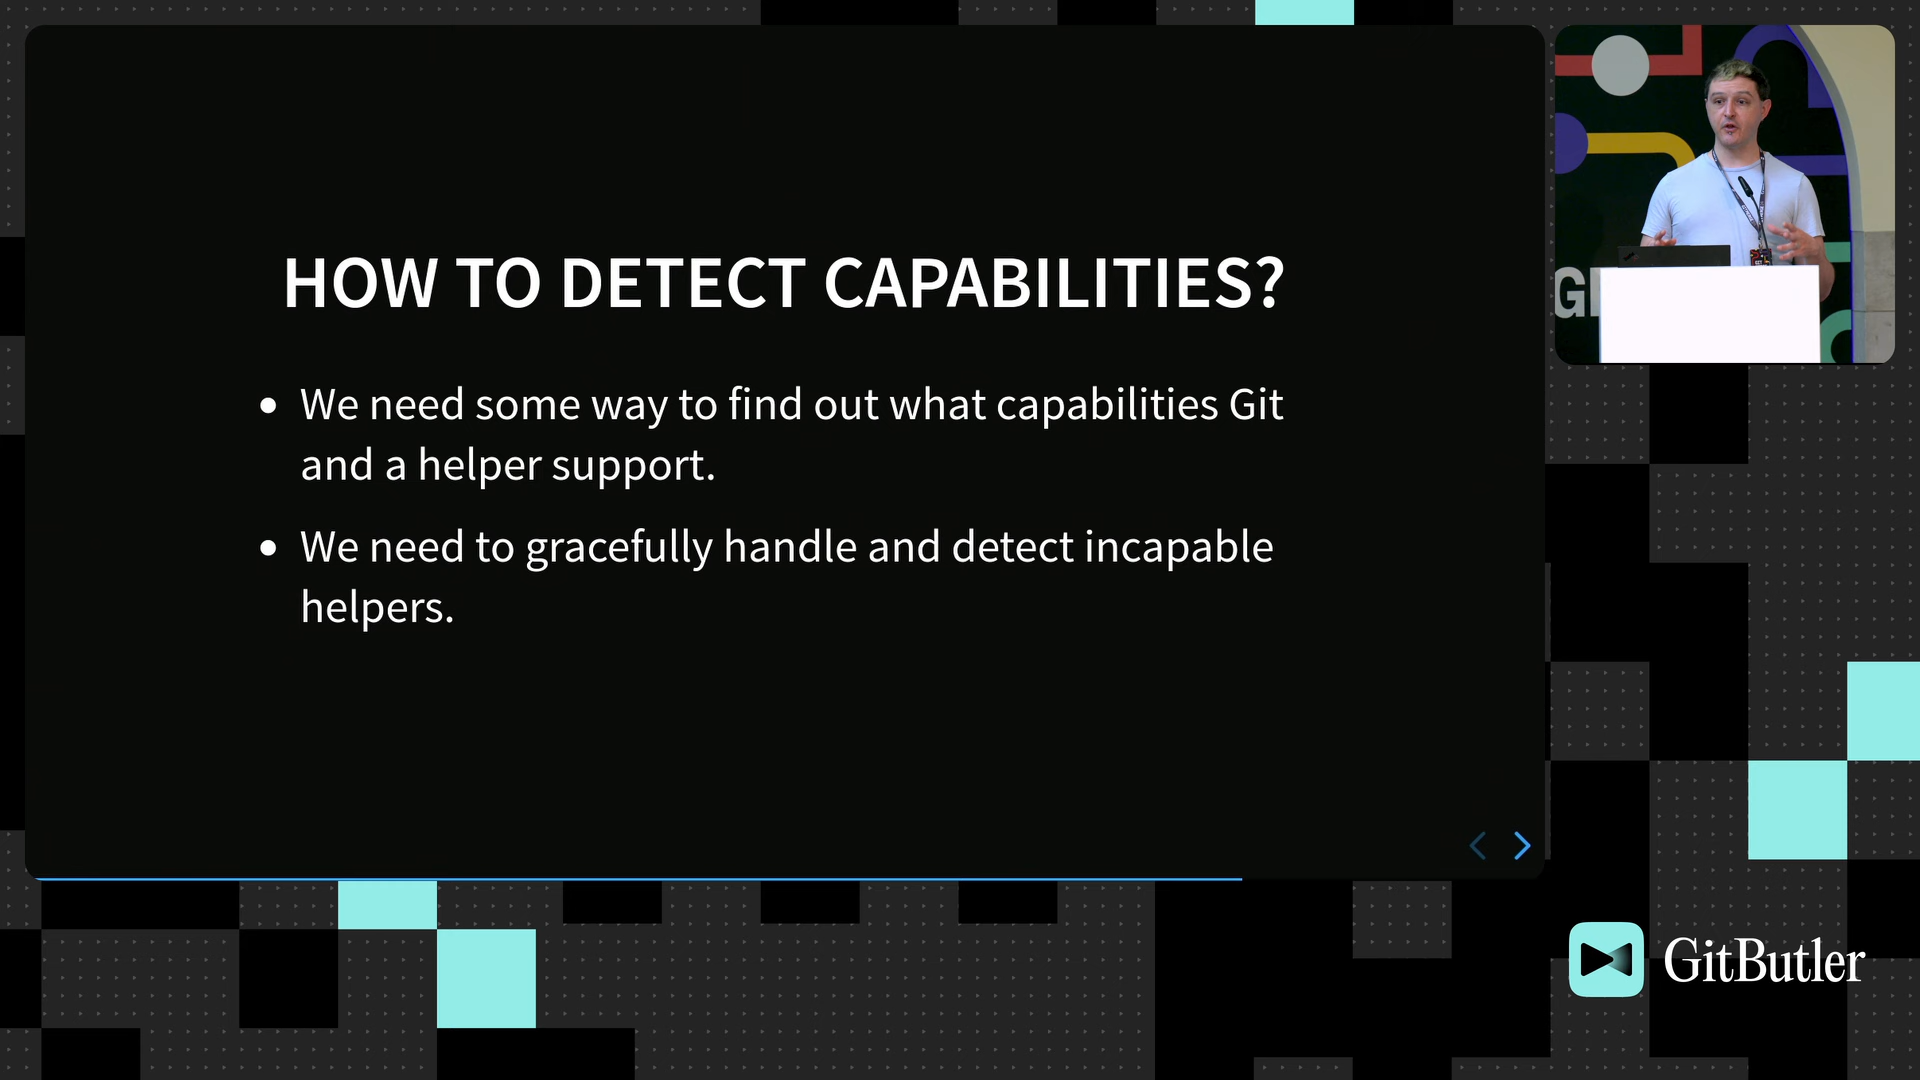 HOW TO DETECT CAPABILITIES?
We need some way to find out what capabilities Git
and a helper support.
We need to gracefully handle and detect incapable
helpers.
GI
GitButler